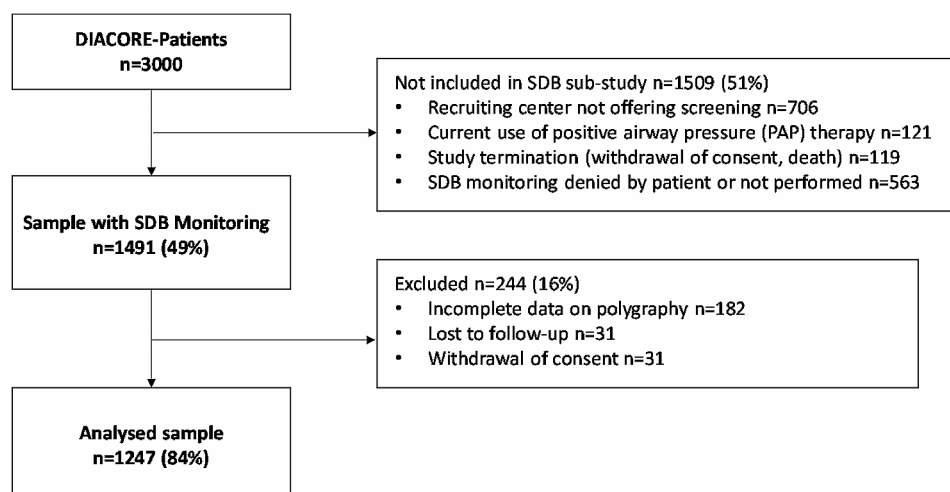 DIACORE-Patients
n=3000
Not included in SDB sub-study n=1509 (51%)
• Recruiting center not offering screening n=706
• Current use of positive airway pressure (PAP) therapy n=121
• Study termination (withdrawal of consent, death) n=119
• SDB monitoring denied by patient or not performed n=563
Sample with SDB Monitoring
n=1491 (49%)
Excluded n=244 (16%)
• Incomplete data on polygraphy n=182
• Lost to follow-up n=31
• Withdrawal of consent n=31
Analysed sample
n=1247 (84%)